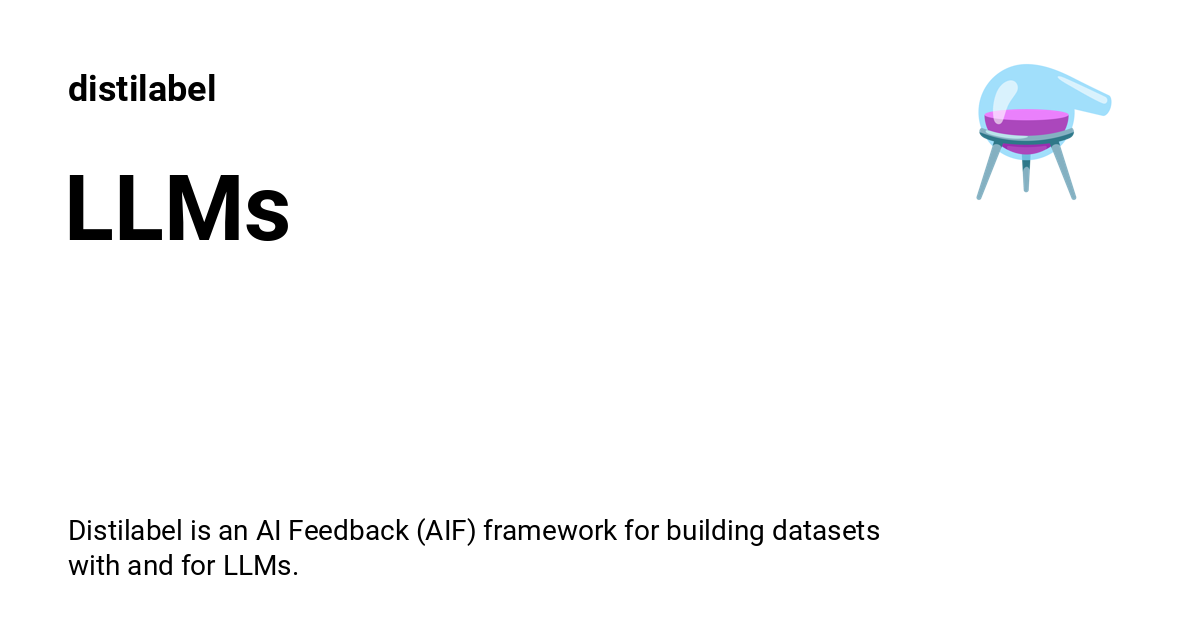 distilabel
LLMs
Distilabel is an AI Feedback (AIF) framework for building datasets
with and for LLMs.